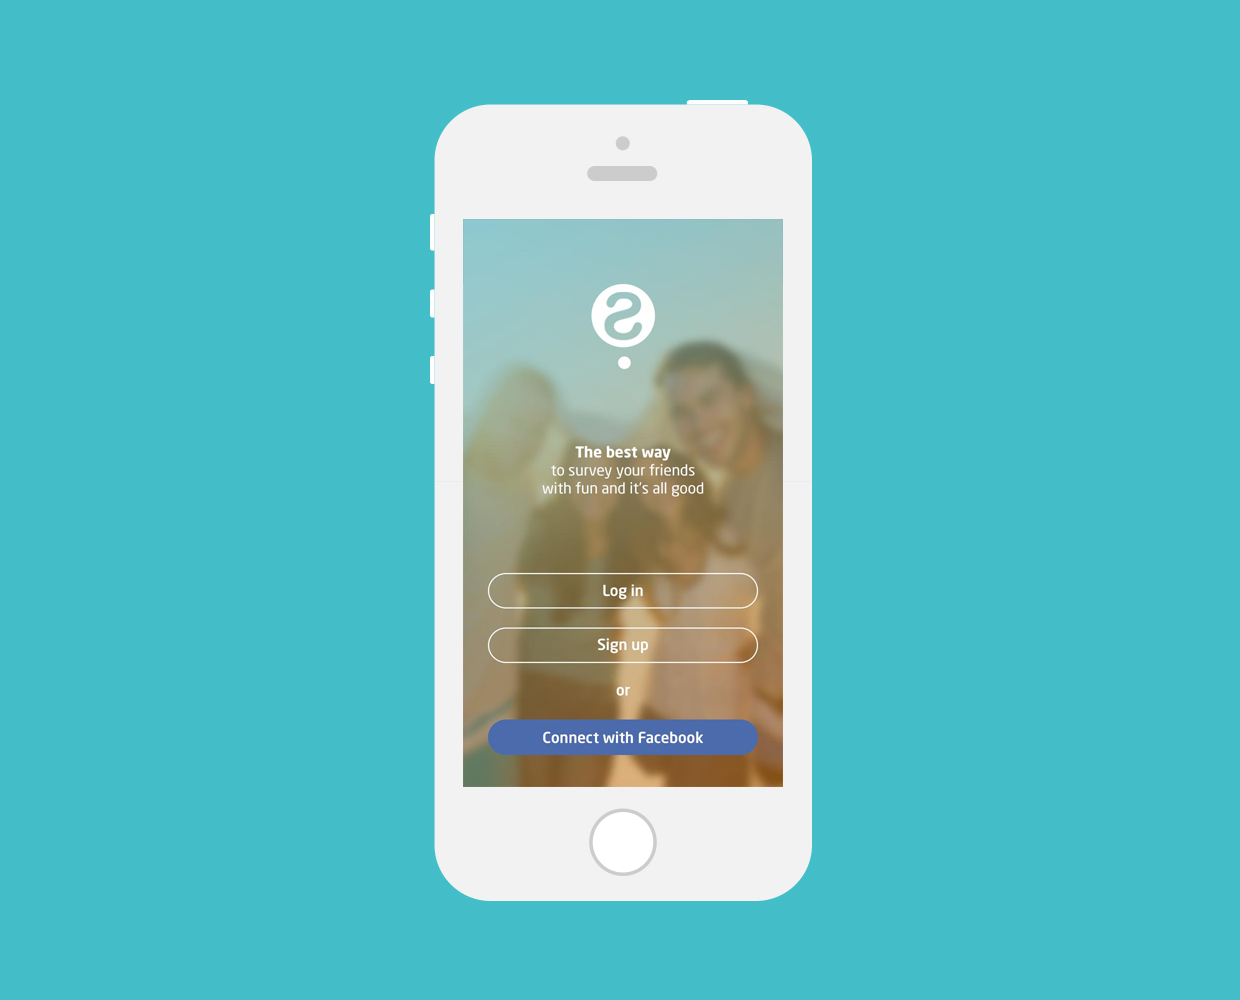 The best way
to survey your friends
with fun and it's all good
Log in
Sign up
or
Connect with Facebook